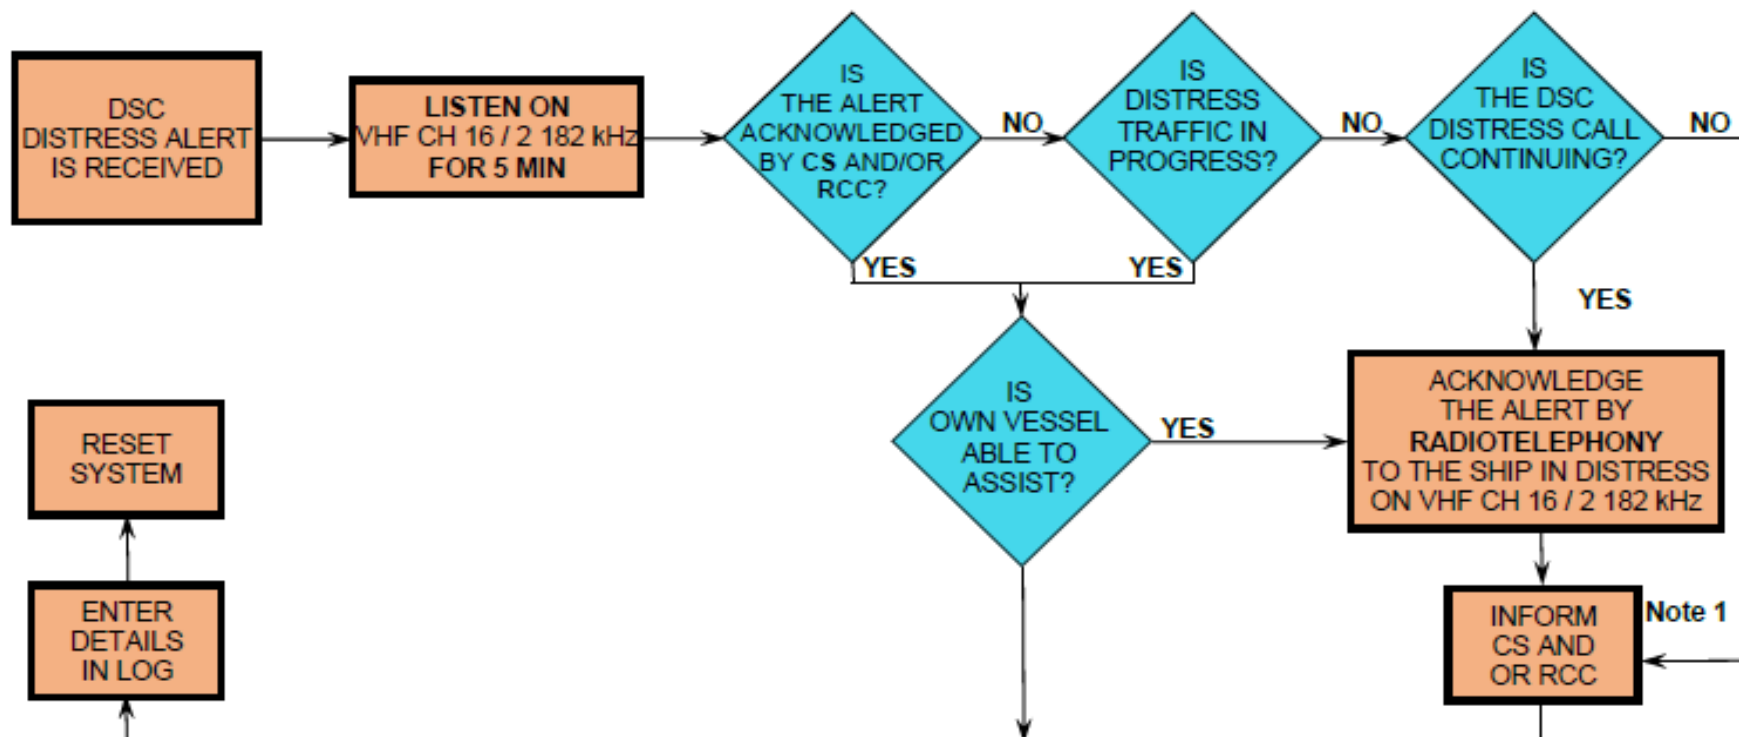 DSC
DISTRESS ALERT
IS RECEIVED
LISTEN ON
VHF CH 16 / 2 182 kHz
FOR 5 MIN
IS
THE ALERT
ACKNOWLEDGED
BY CS AND/OR
RCC?
NO
YES
IS
DISTRESS
TRAFFIC IN
PROGRESS?
NO
YES
IS
THE DSC
DISTRESS CALL
CONTINUING?
NO
YES
IS
OWN VESSEL
ABLE TO
ASSIST?
YES
ACKNOWLEDGE
THE ALERT BY
RADIOTELEPHONY
TO THE SHIP IN DISTRESS
ON VHF CH 16 / 2 182 kHz
RESET
SYSTEM
ENTER
DETAILS
IN LOG
INFORM
CS AND
OR RCC
Note 1